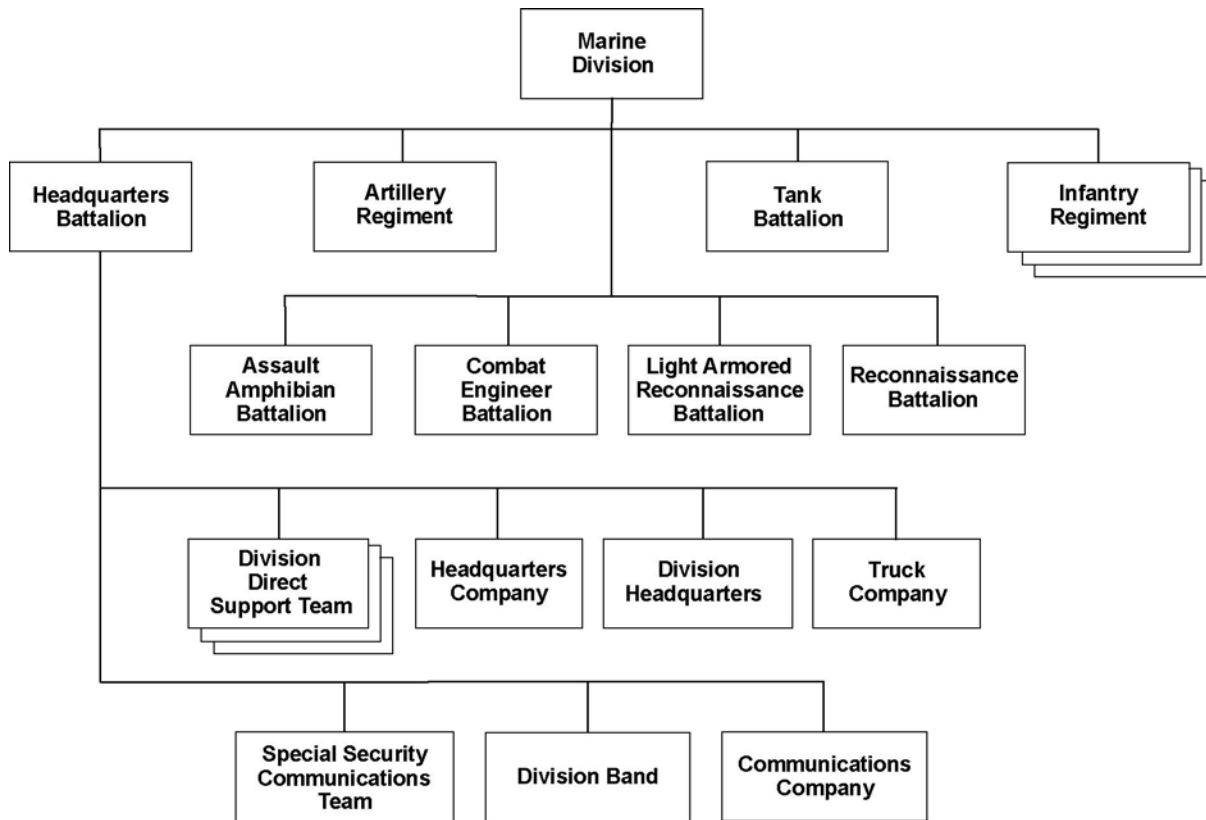 Marine
Division
Headquarters
Battalion
Artillery
Regiment
Tank
Battalion
Infantry
Regiment
Assault
Amphibian
Battalion
Combat
Engineer
Battalion
Light Armored
Reconnaissance
Battalion
Reconnaissance
Battalion
Division
Direct
Support Team
Headquarters
Company
Division
Headquarters
Truck
Company
Special Security
Communications
Team
Division Band
Communications
Company